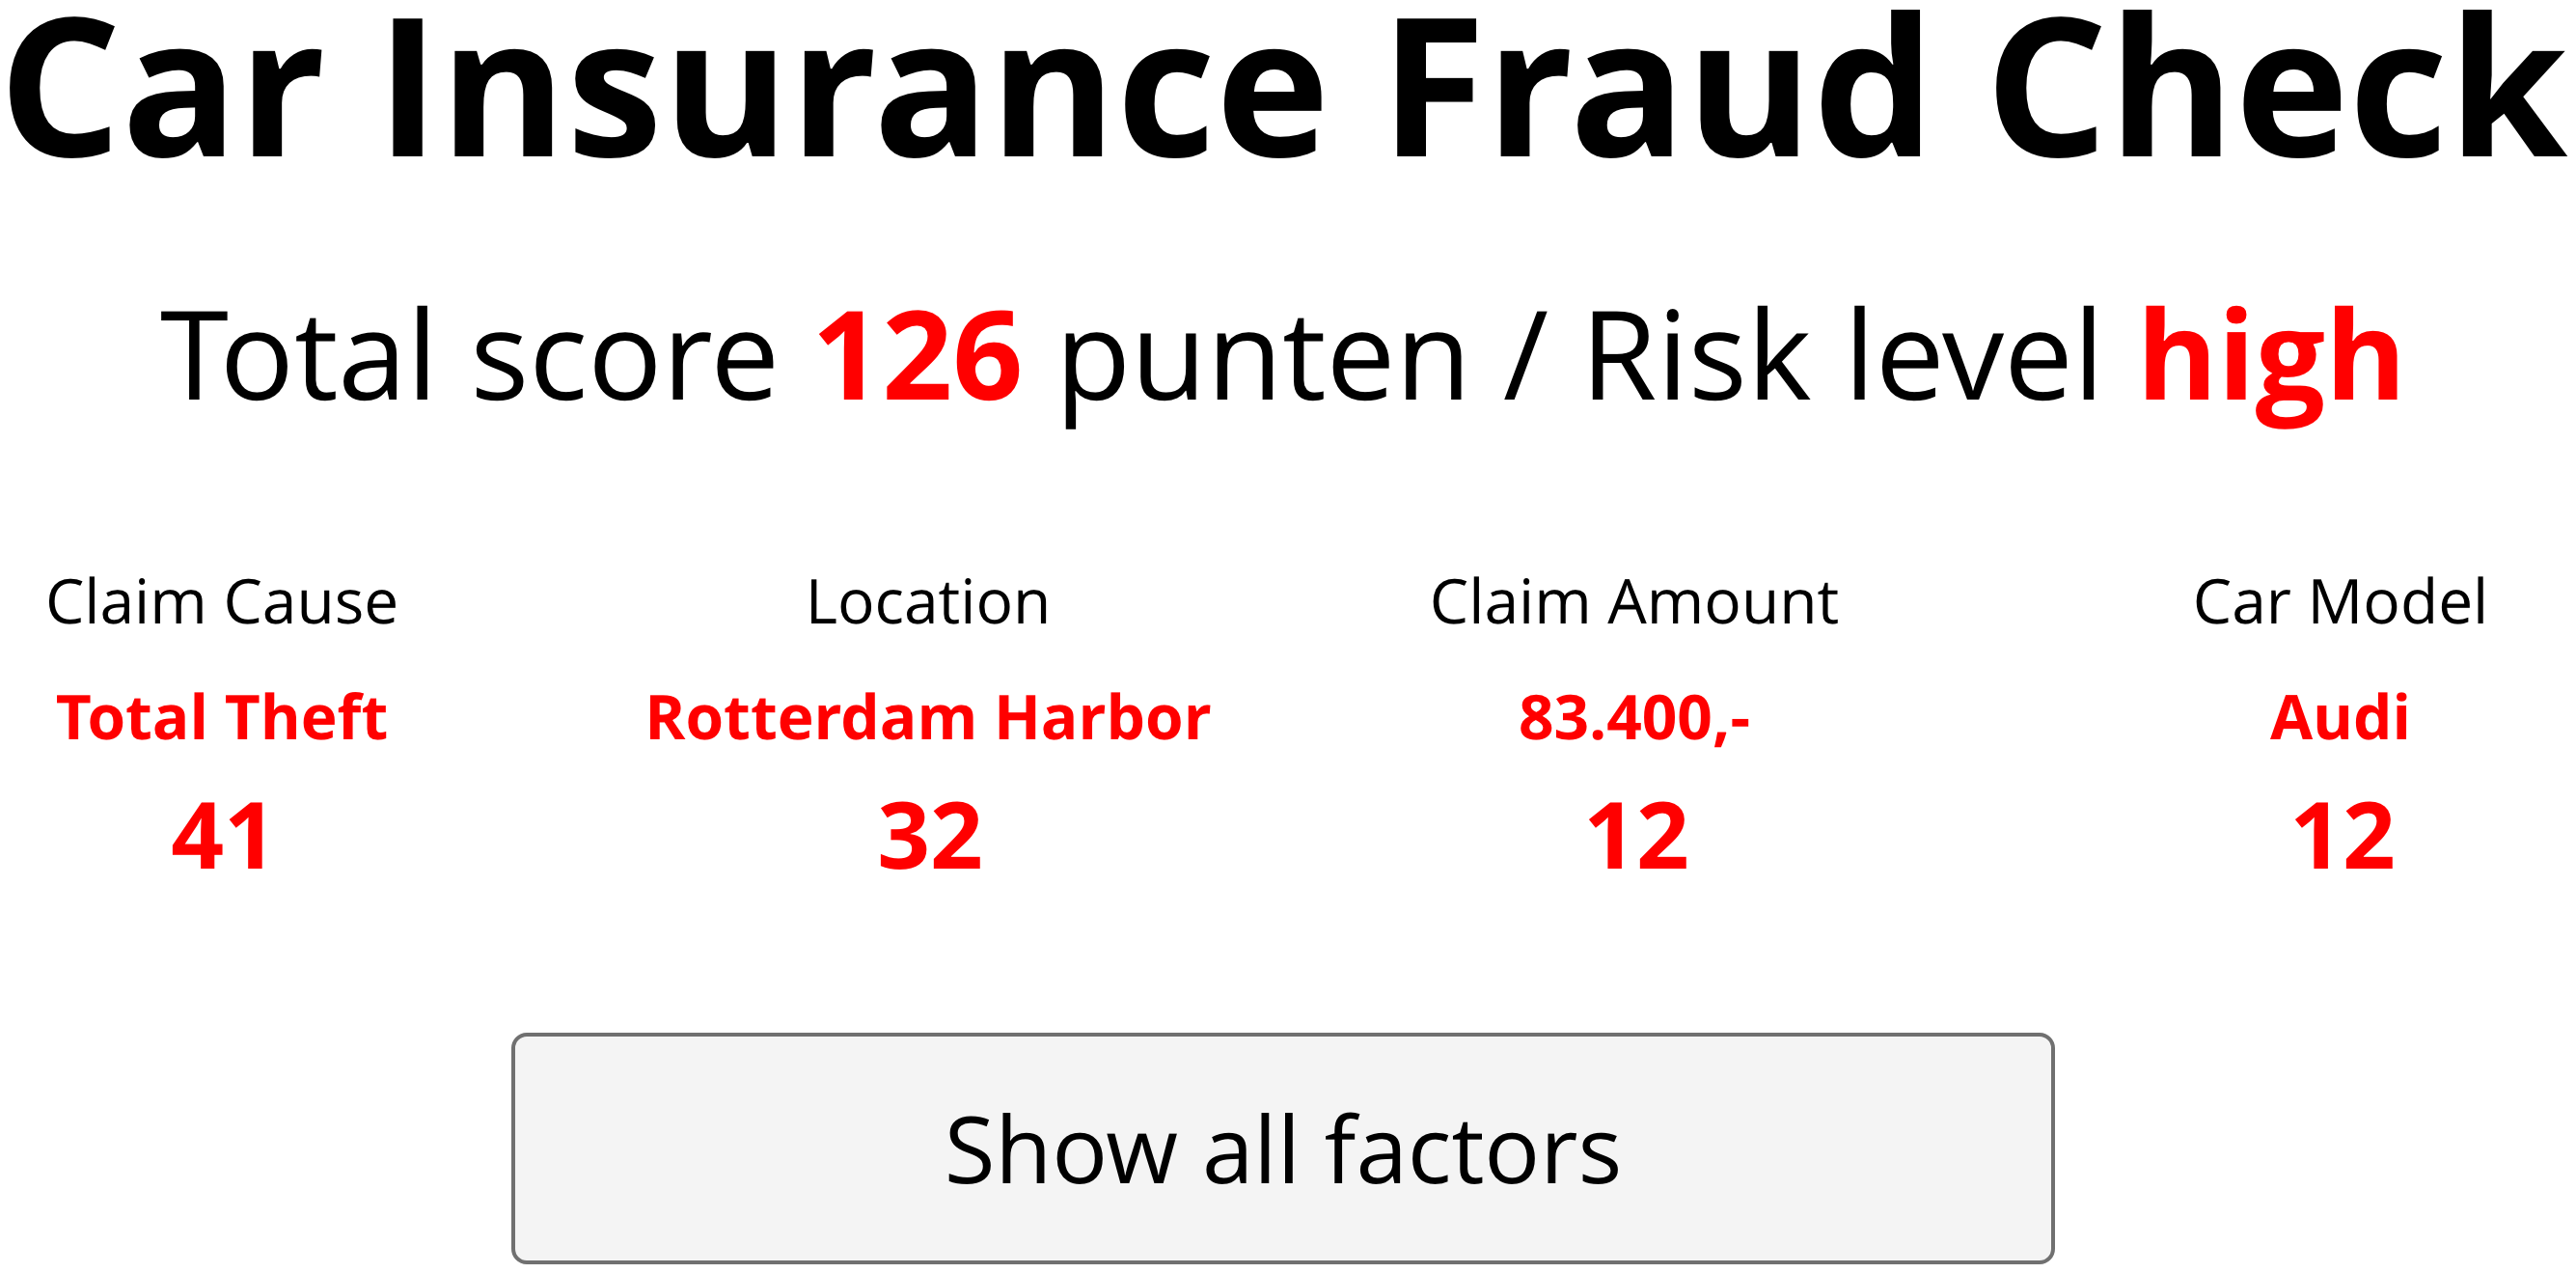 Car Insurance Fraud Check
Total score 126 punten / Risk level high
Claim Cause
Total Theft
41
Location
Rotterdam Harbor
32
Claim Amount
83.400,-
12
Car Model
Audi
12
Show all factors